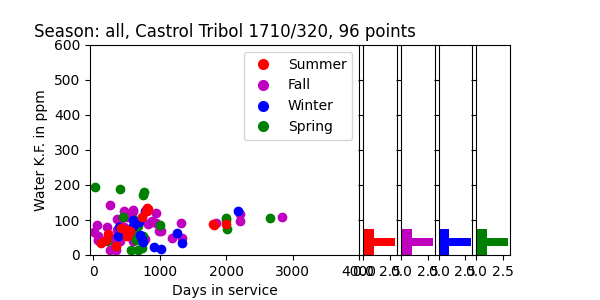 Season: all, Castrol Tribol 1710/320, 96 points
Water K.F. in ppm
600
500
400
300
200
100
0
Summer
Fall
Winter
Spring
0 1000 2000 3000 4000 0.0 2.5 0.0 2.5 0.0 2.5 0.0 2.5
Days in service